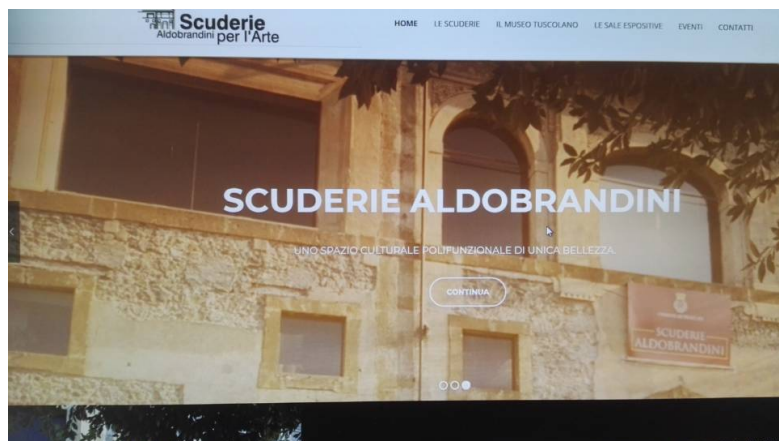 Scuderie
Aldobrandini per l'Arte
HOME LE SCUDERIE IL MUSEO TUSCOLANO LE SALE ESPOSITIVE EVENTI CONTATTI
SCUDERIE ALDOBRANDINI
UNO SPAZIO CULTURALE POLIFUNZIONALE DI UNICA BELLEZZA.
CONTINUA
SCUDERIE
ALDOBRANDINI